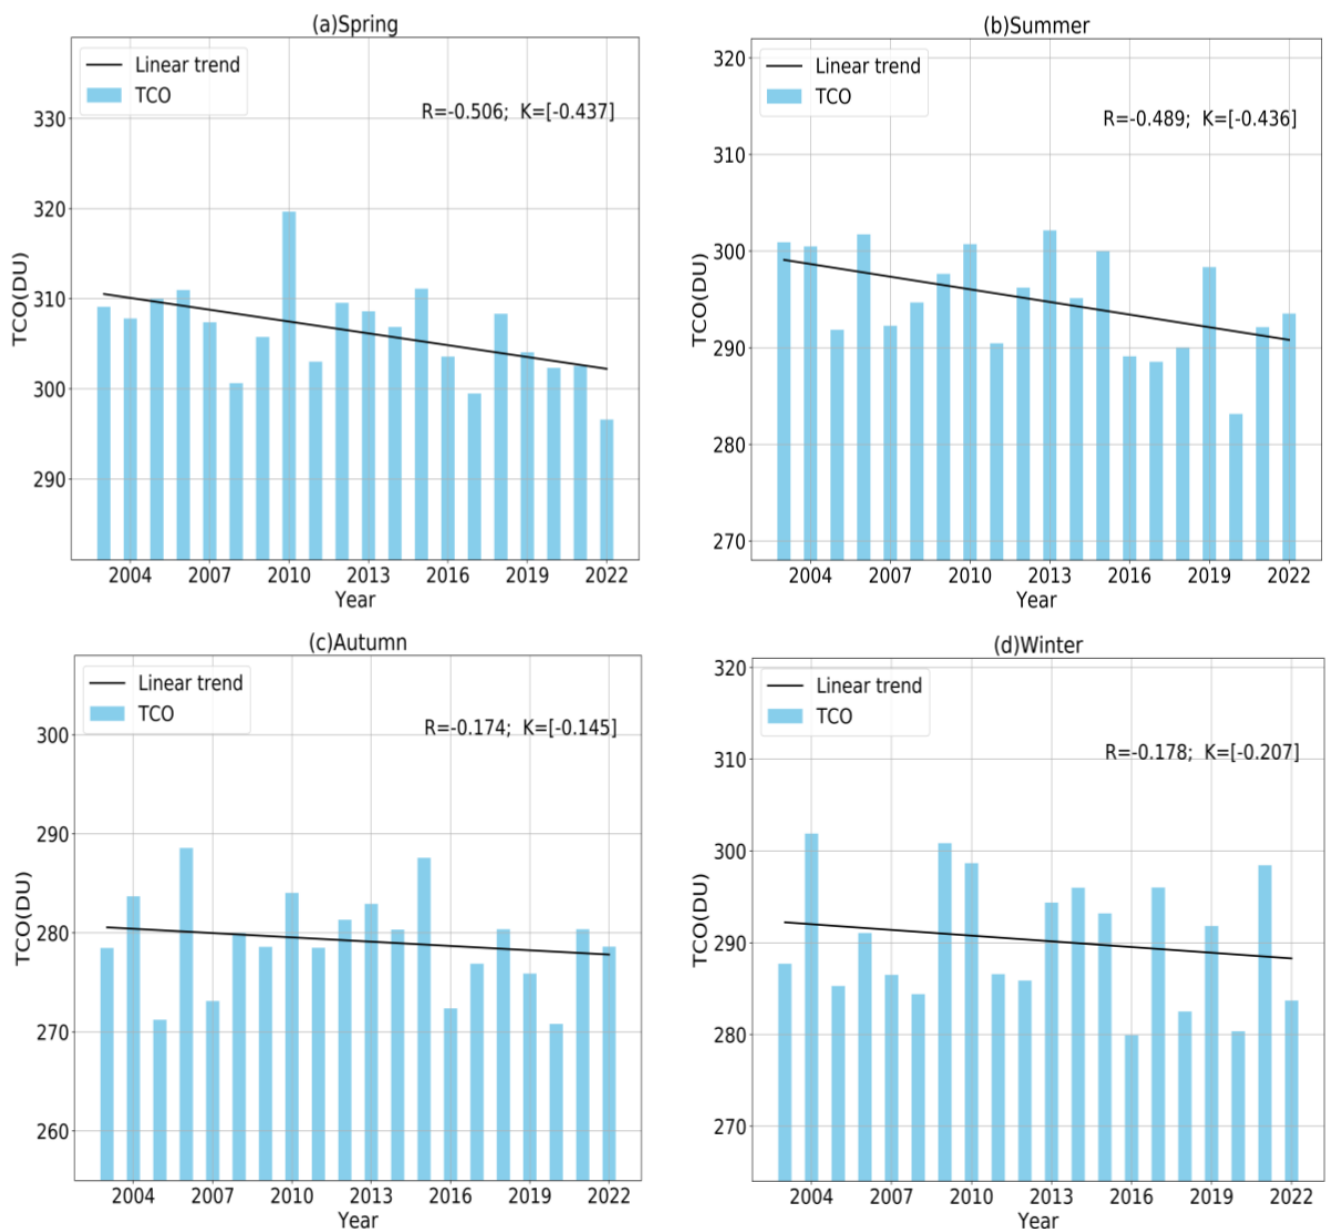 (a)Spring
Linear trend
TCO
R=-0.506; K=[-0.437]
330
320
310
300
290
TCO(DU)
2004 2007 2010 2013 2016 2019 2022
Year
(b)Summer
Linear trend
TCO
R=-0.489; K=[-0.436]
320
310
300
290
280
270
TCO(DU)
2004 2007 2010 2013 2016 2019 2022
Year
(c)Autumn
Linear trend
TCO
R=-0.174; K=[-0.145]
300
290
280
270
260
TCO(DU)
2004 2007 2010 2013 2016 2019 2022
Year
(d)Winter
Linear trend
TCO
R=-0.178; K=[-0.207]
320
310
300
290
280
270
TCO(DU)
2004 2007 2010 2013 2016 2019 2022
Year